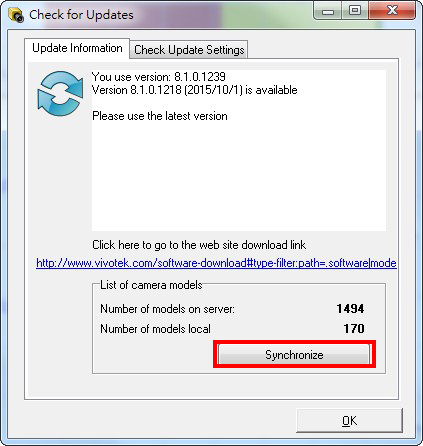 Check for Updates
Update Information
Check Update Settings
You use version: 8.1.0.1239
Version 8.1.0.1218 (2015/10/1) is available
Please use the latest version
Click here to go to the web site download link
http://www.vivotek.com/software-download#type-filter:path=.software|mode
List of camera models
Number of models on server: 1494
Number of models local 170
Synchronize
OK